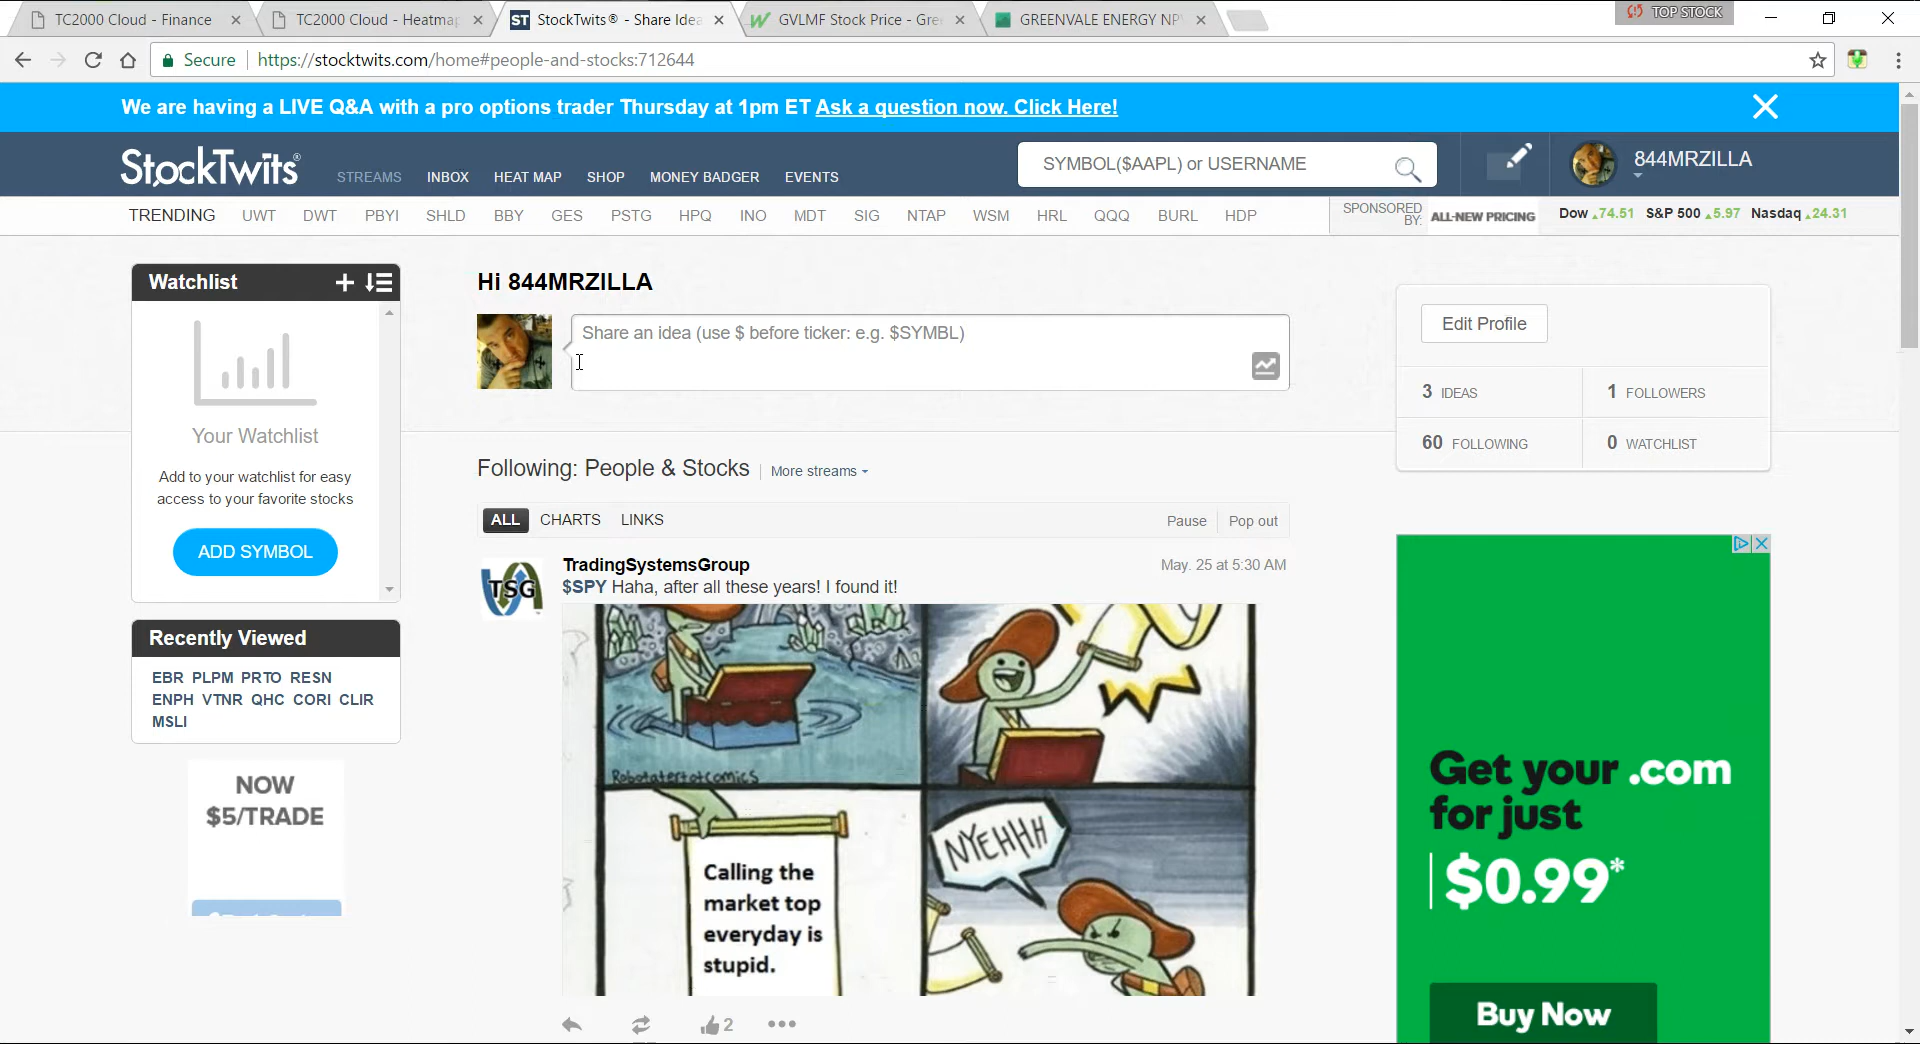 TC2000 Cloud - Finance
TC2000 Cloud - Heatmap
ST StockTwits® - Share Idea
GVLMF Stock Price - Gre
GREENVALE ENERGY NP
TOP STOCK
Secure https://stocktwits.com/home#people-and-stocks:712644
We are having a LIVE Q&A with a pro options trader Thursday at 1pm ET Ask a question now. Click Here!
StockTwits®
STREAMS INBOX HEAT MAP SHOP MONEY BADGER EVENTS
SYMBOL($AAPL) or USERNAME
844MRZILLA
TRENDING UWT DWT PBYI SHLD BBY GES PSTG HPQ INO MDT SIG NTAP WSM HRL QQQ BURL HDP
SPONSORED BY: ALL-NEW PRICING
Dow 74.51 S&P 500 5.97 Nasdaq 24.31
Watchlist
Your Watchlist
Add to your watchlist for easy
access to your favorite stocks
ADD SYMBOL
Recently Viewed
EBR PLPM PRTO RESN
ENPH VTNR QHC CORI CLIR
MSLI
NOW
$5/TRADE
Hi 844MRZILLA
Share an idea (use $ before ticker: e.g. $SYMBL)
Following: People & Stocks
More streams
ALL CHARTS LINKS
Pause Pop out
TSG
TradingSystemsGroup
May. 25 at 5:30 AM
$SPY Haha, after all these years! I found it!
Robotatertotcomics
Calling the
market top
everyday is
stupid.
NYEHHH
2
Edit Profile
3 IDEAS
1 FOLLOWERS
60 FOLLOWING
0 WATCHLIST
Get your .com
for just
$0.99*
Buy Now